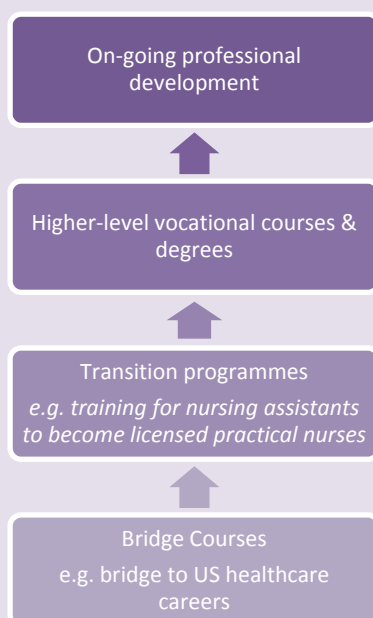 On-going professional
development
Higher-level vocational courses &
degrees
Transition programmes
e.g. training for nursing assistants
to become licensed practical nurses
Bridge Courses
e.g. bridge to US healthcare
careers